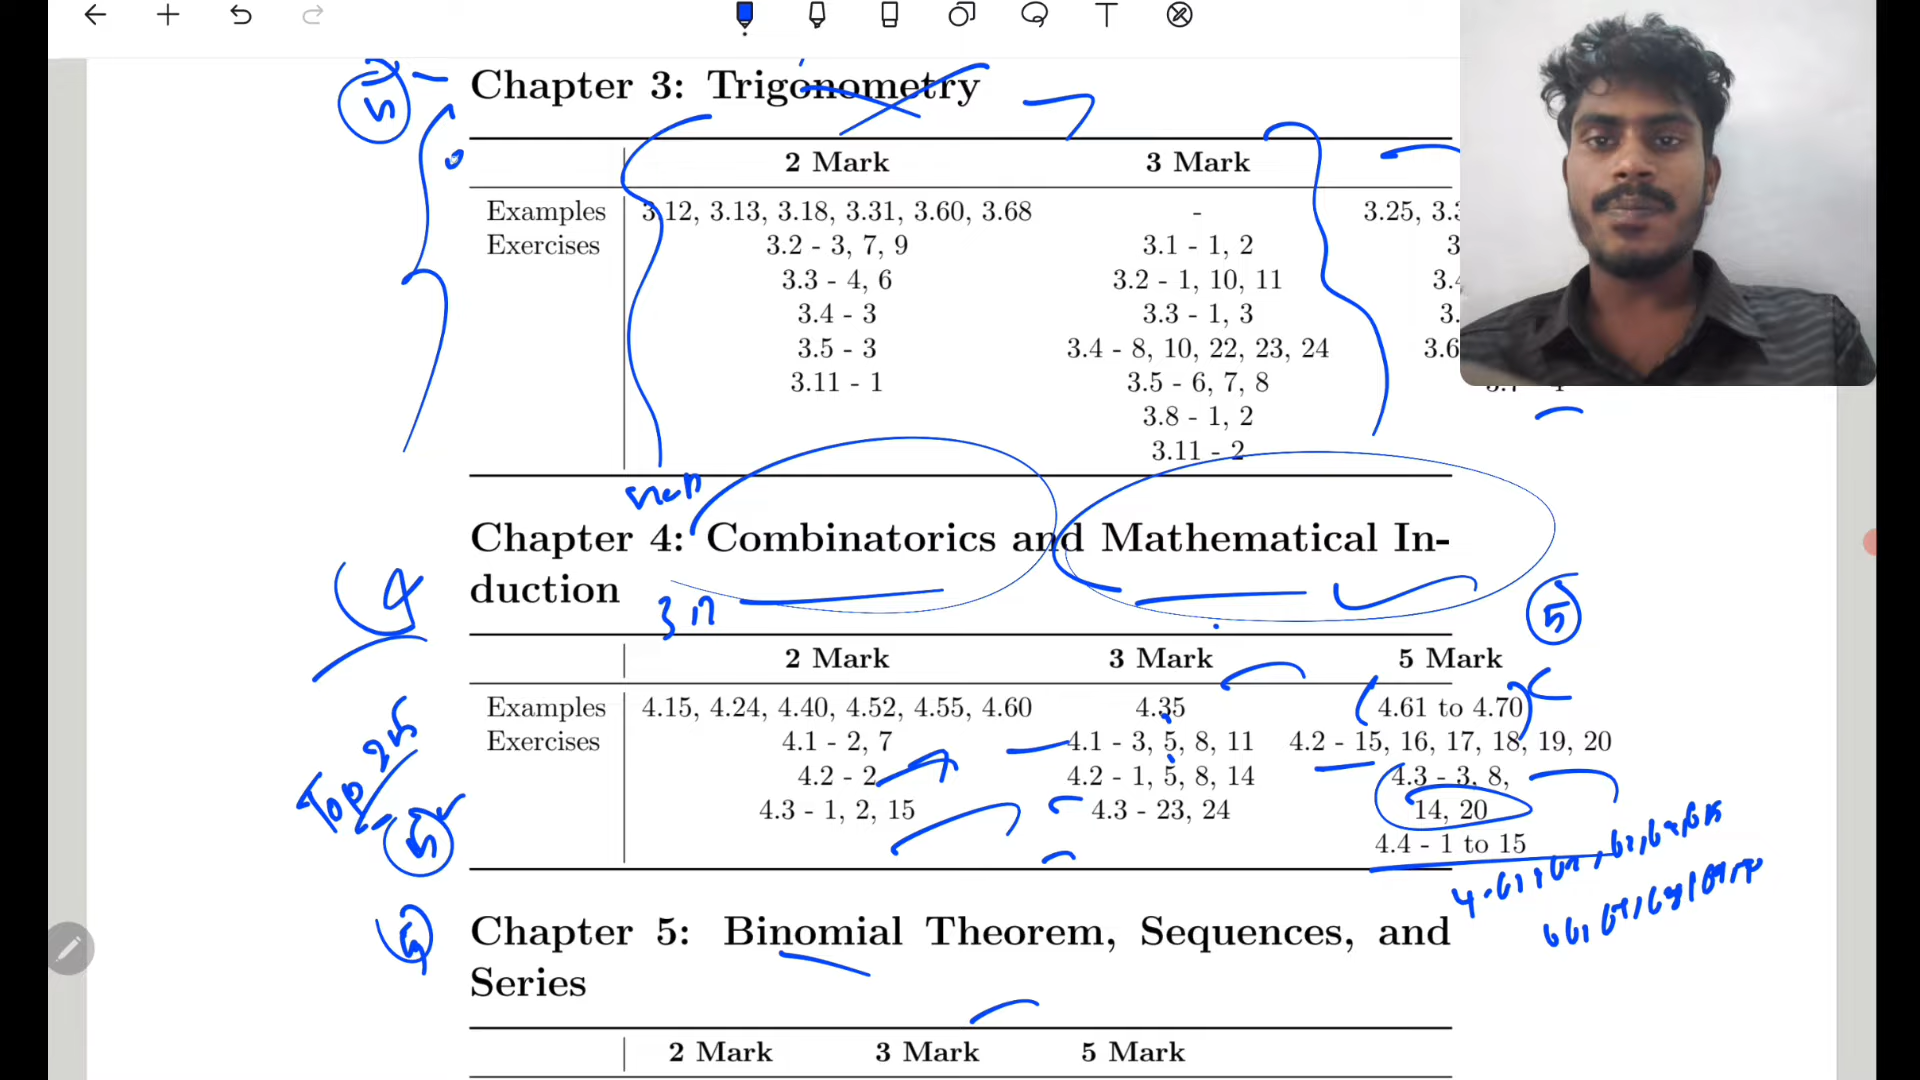 Chapter 3: Trigonometry
2 Mark 3 Mark
Examples 3.12, 3.13, 3.18, 3.31, 3.60, 3.68 - 3.25,
Exercises 3.2 - 3, 7, 9 3.1 - 1, 2
3.3 - 4, 6 3.2 - 1, 10, 11
3.4 - 3 3.3 - 1, 3
3.5 - 3 3.4 - 8, 10, 22, 23, 24
3.11 - 1 3.5 - 6, 7, 8
3.8 - 1, 2
3.11 - 2
Chapter 4: Combinatorics and Mathematical In-
duction
4
5
2 Mark 3 Mark 5 Mark
Examples 4.15, 4.24, 4.40, 4.52, 4.55, 4.60 4.35 4.61 to 4.70
Exercises 4.1 - 2, 7 4.1 - 3, 5, 8, 11 4.2 - 15, 16, 17, 18, 19, 20
4.2 - 2 4.2 - 1, 5, 8, 14 4.3 - 3, 8,
4.3 - 1, 2, 15 4.3 - 23, 24 14, 20
4.4 - 1 to 15
Top
Chapter 5: Binomial Theorem, Sequences, and
Series
2 Mark 3 Mark 5 Mark